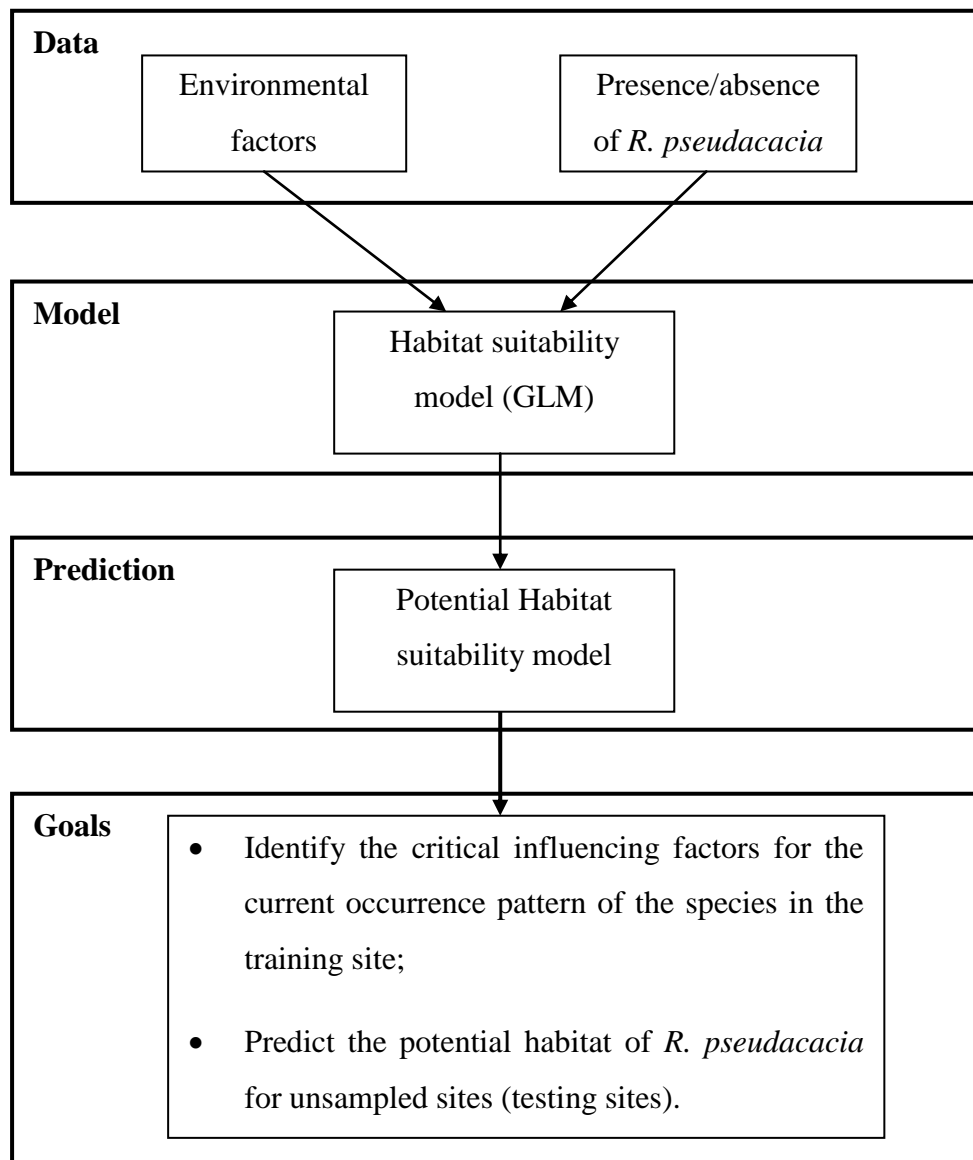 Data
Environmental
factors
Presence/absence
of R. pseudacacia
Model
Habitat suitability
model (GLM)
Prediction
Potential Habitat
suitability model
Goals
• Identify the critical influencing factors for the
current occurrence pattern of the species in the
training site;
• Predict the potential habitat of R. pseudacacia
for unsampled sites (testing sites).